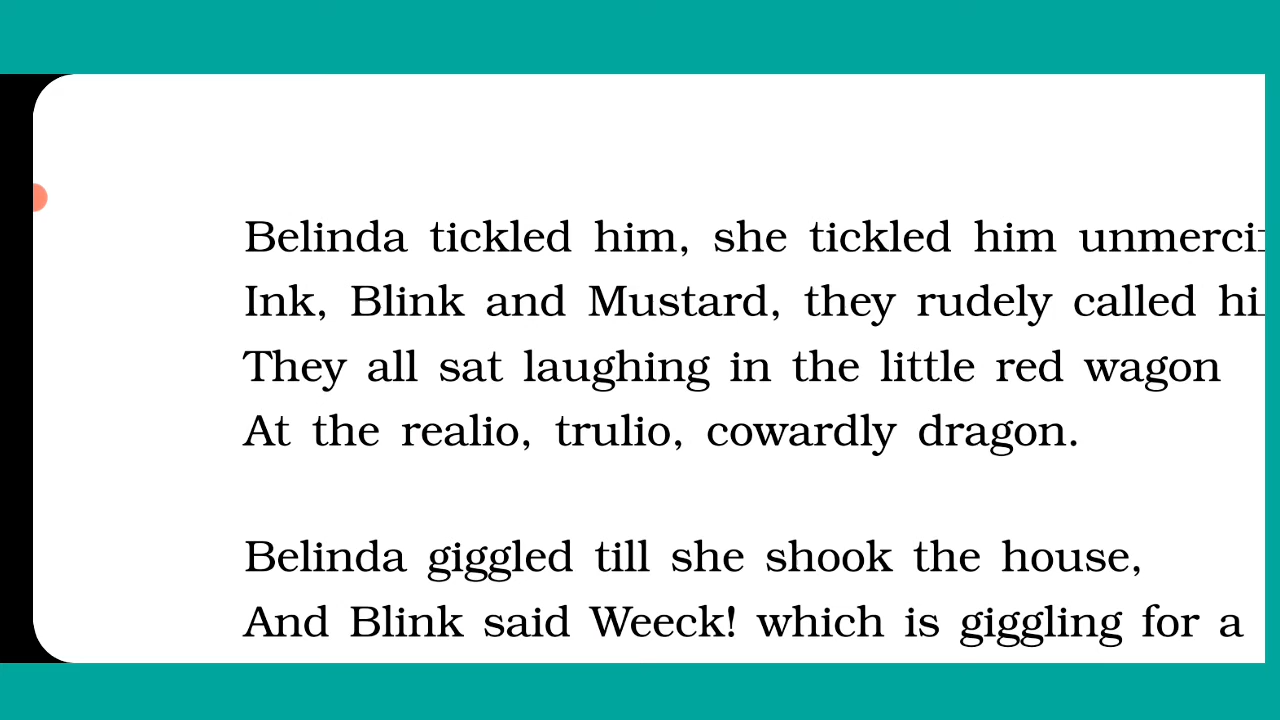 Belinda tickled him, she tickled him
Ink, Blink and Mustard, they rudely called
They all sat laughing in the little red wagon
At the realio, trulio, cowardly dragon.
Belinda giggled till she shook the house,
And Blink said Weeck! which is giggling for a